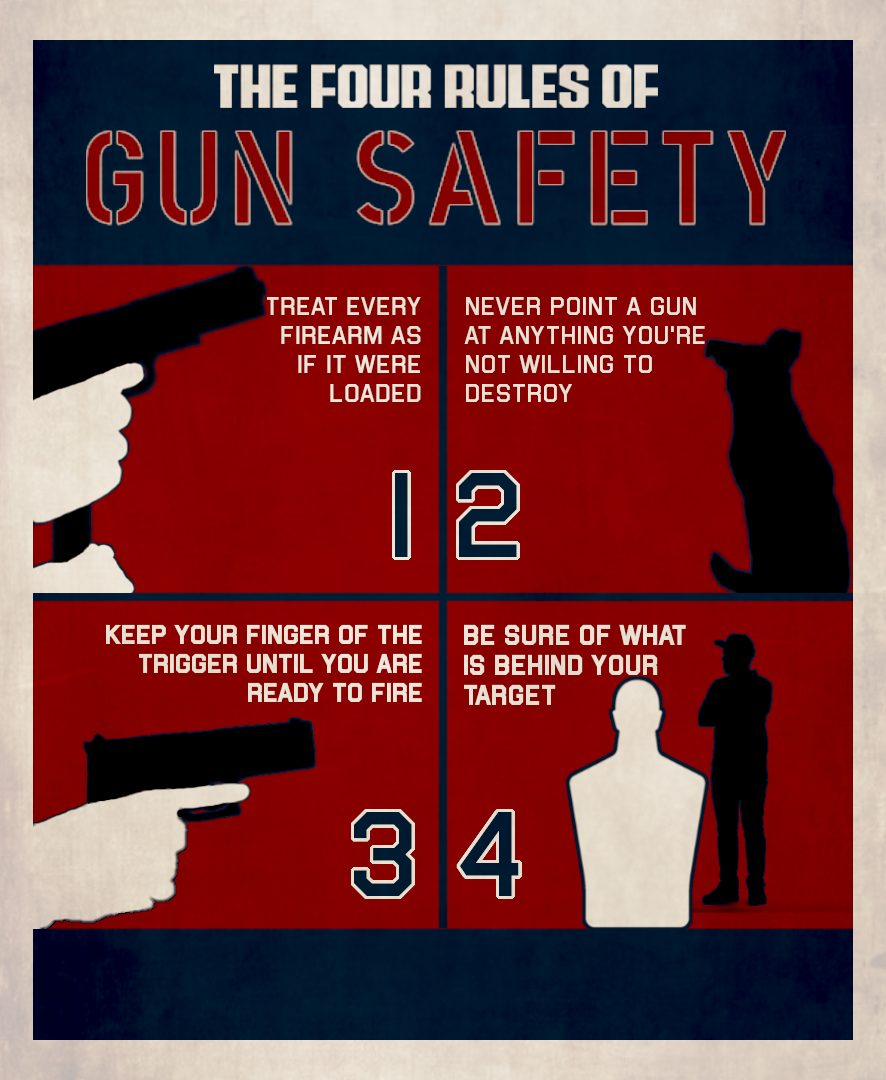 THE FOUR RULES OF
GUN SAFETY
TREAT EVERY
FIREARM AS
IF IT WERE
LOADED
1
NEVER POINT A GUN
AT ANYTHING YOU'RE
NOT WILLING TO
DESTROY
2
KEEP YOUR FINGER OF THE
TRIGGER UNTIL YOU ARE
READY TO FIRE
3
BE SURE OF WHAT
IS BEHIND YOUR
TARGET
4